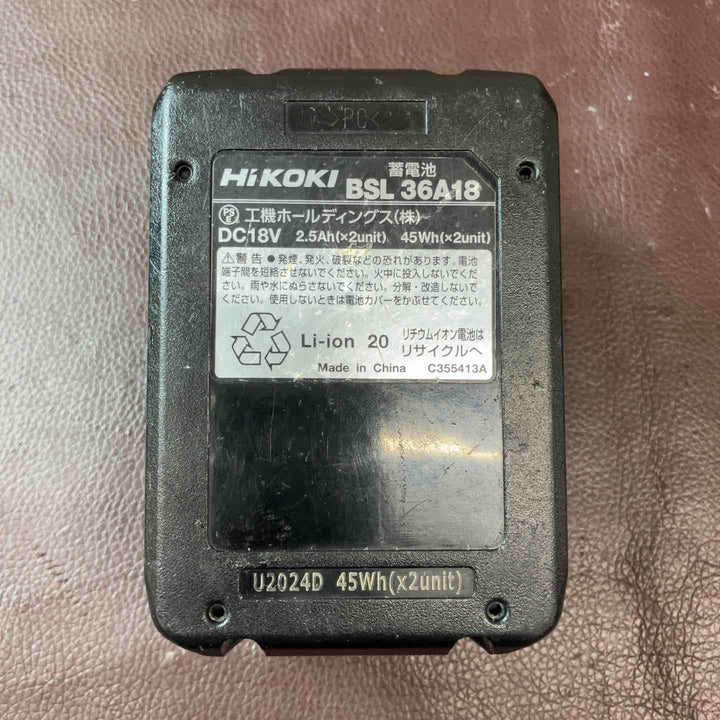 >PC<
HiKOKI 蓄電池 BSL 36A18
PS E 工機ホールディングス(株)
DC18V 2.5Ah(×2unit) 45Wh(×2unit)
⚠警告 ●発煙、発火、破裂などの恐れがあります。電池
端子間を短絡させないでください。火中に投入しないでくだ
さい。雨や水にぬらさないでください。分解・改造しないで
ください。使用しないときは電池カバーをかぶせてください。
Li-ion 20 リチウムイオン電池は
リサイクルへ
Made in China C355413A
U2024D 45Wh(x2unit)